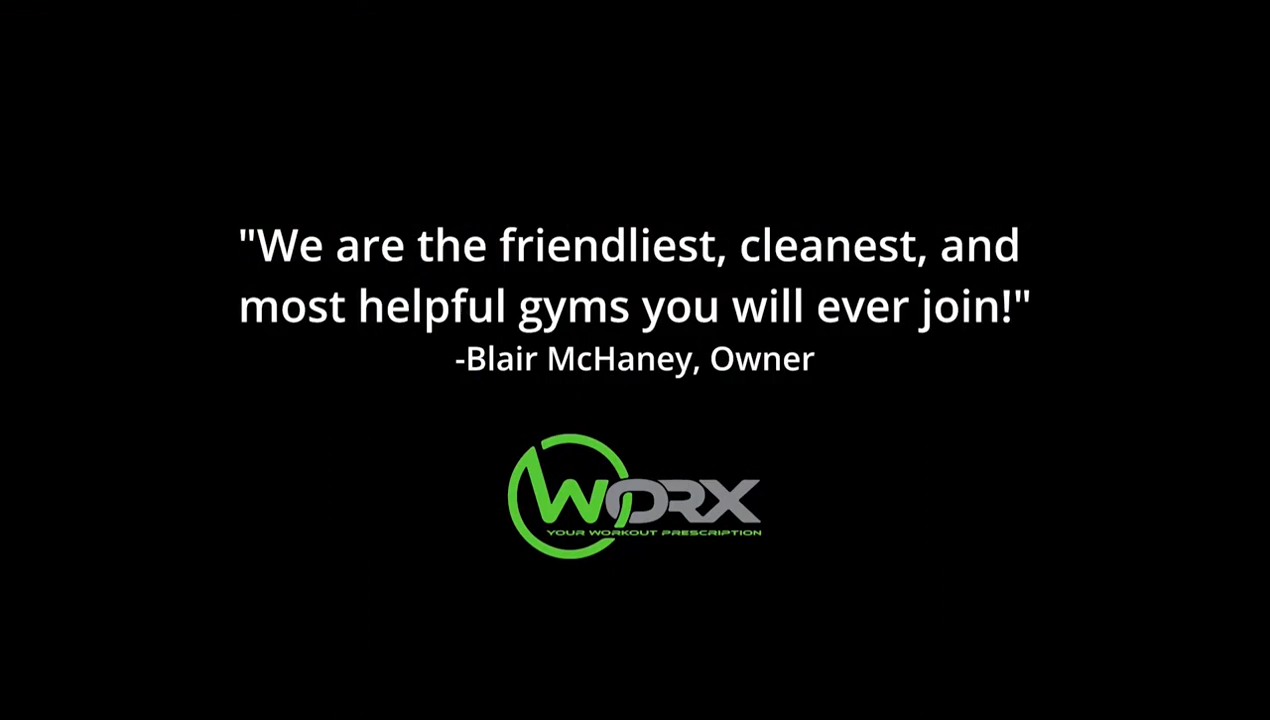 "We are the friendliest, cleanest, and
most helpful gyms you will ever join!"
-Blair McHaney, Owner
WORX
YOUR WORKOUT PRESCRIPTION